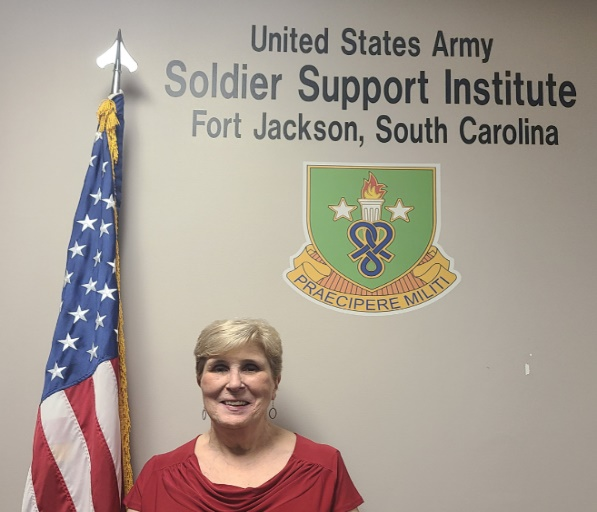 United States Army
Soldier Support Institute
Fort Jackson, South Carolina
PRAECIPERE MILITI